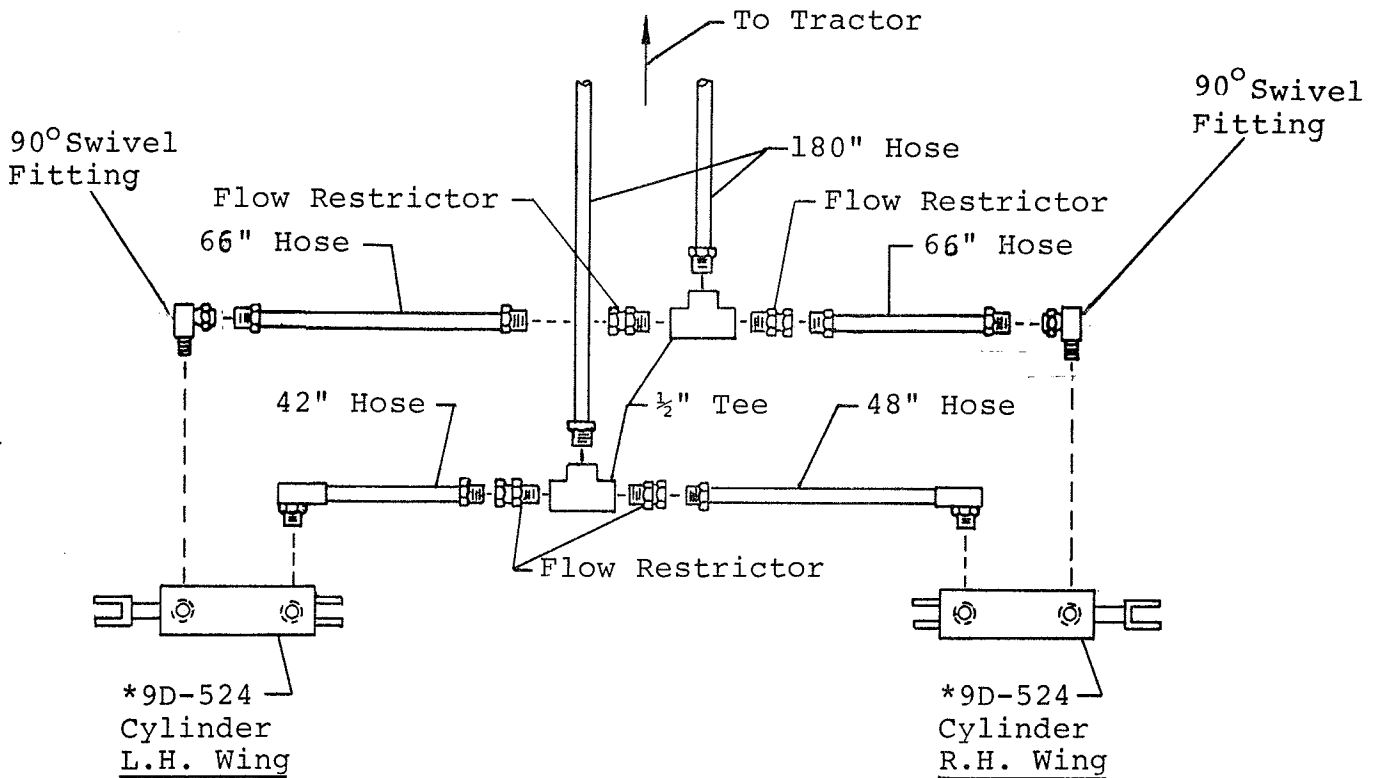 To Tractor
90° Swivel
Fitting
90° Swivel
Fitting
180" Hose
Flow Restrictor
Flow Restrictor
66" Hose
66" Hose
42" Hose
½" Tee
48" Hose
Flow Restrictor
*9D-524
Cylinder
L.H. Wing
*9D-524
Cylinder
R.H. Wing